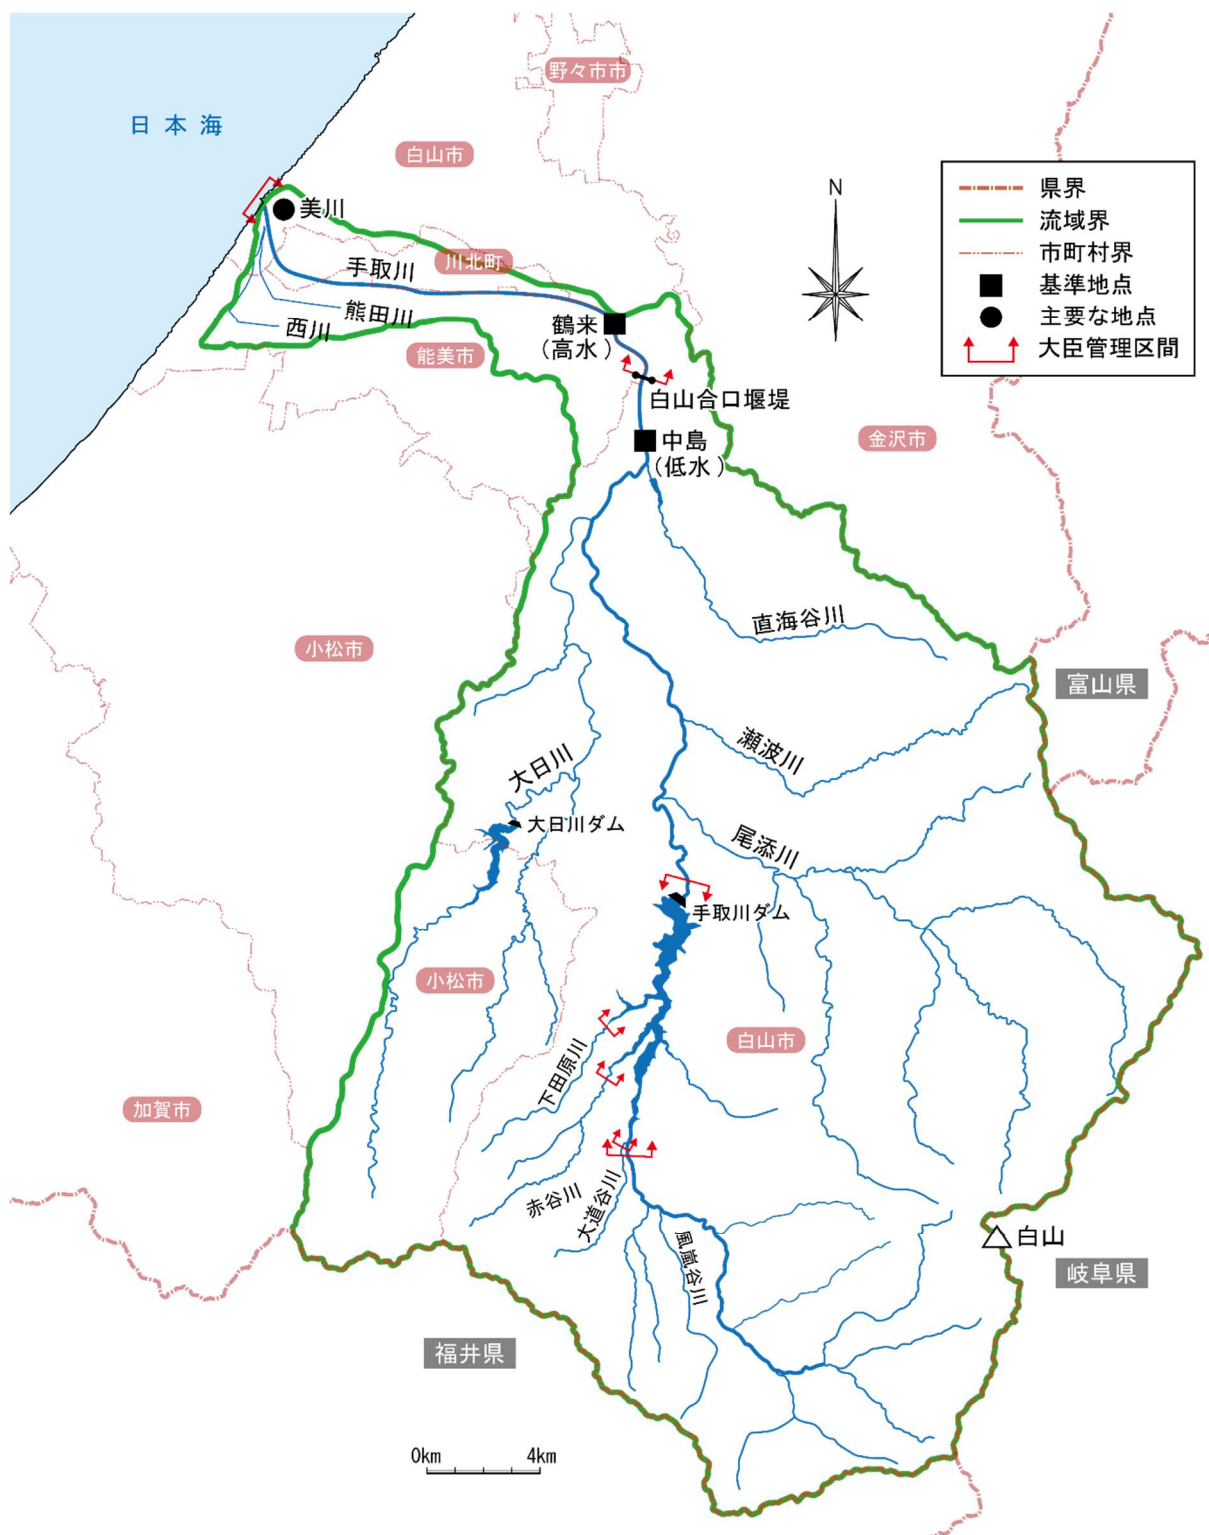 野々市市
日本海
白山市
美川
川北町
手取川
熊田川
西川
能美市
鶴来
(高水)
白山合口堰堤
中島
(低水)
金沢市
N
県界
流域界
市町村界
基準地点
主要な地点
大臣管理区間
直海谷川
小松市
富山県
瀬波川
大日川
大日川ダム
尾添川
手取川ダム
小松市
白山市
下田原川
加賀市
赤谷川
大道谷川
風嵐谷川
白山
岐阜県
福井県
0km
4km